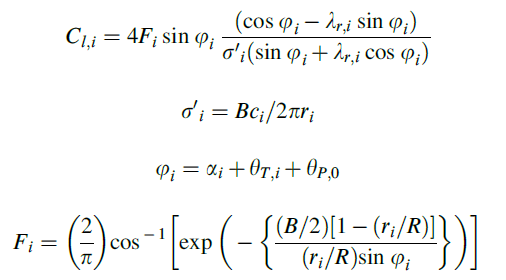 C_{l,i} = 4F_i sin φ_i (cos φ_i − λ_{r,i} sin φ_i) / σ'_i(sin φ_i + λ_{r,i} cos φ_i)
σ'_i = Bc_i/2πr_i
φ_i = α_i + θ_{T,i} + θ_{P,0}
F_i = (2/π) cos^{−1} [exp (− {(B/2)[1 − (r_i/R)] / (r_i/R)sin φ_i})]